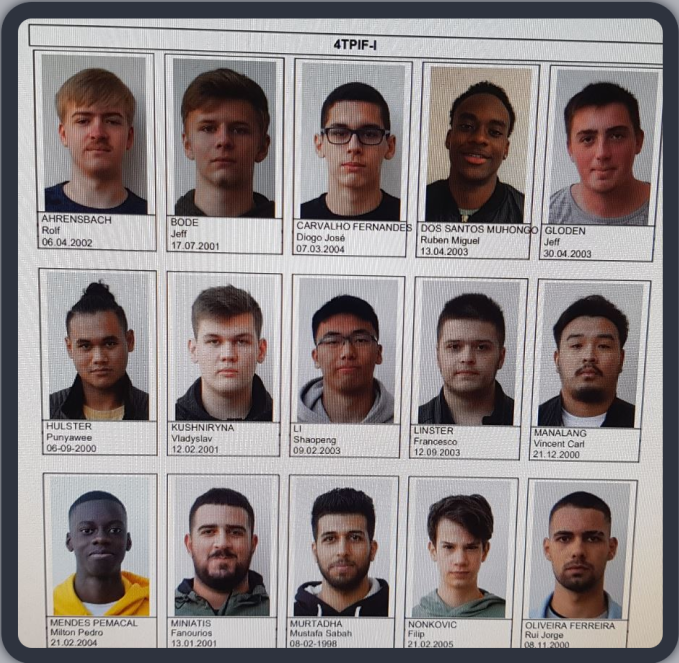 4TPIF-I
AHRENSBACH
Rolf
06.04.2002
BODE
Jeff
17.07.2001
CARVALHO FERNANDES
Diogo José
07.03.2004
DOS SANTOS MUHONGO
Ruben Miguel
13.04.2003
GLODEN
Jeff
30.04.2003
HULSTER
Punyawee
06-09-2000
KUSHNIRYNA
Vladyslav
12.02.2001
LI
Shaopeng
09.02.2003
LINSTER
Francesco
12.09.2003
MANALANG
Vincent Carl
21.12.2000
MENDES PEMACAL
Milton Pedro
21.02.2004
MINIATIS
Fanourios
13.01.2001
MURTADHA
Mustafa Sabah
08-02-1998
NONKOVIC
Filip
21.02.2005
OLIVEIRA FERREIRA
Rui Jorge
08.11.2000